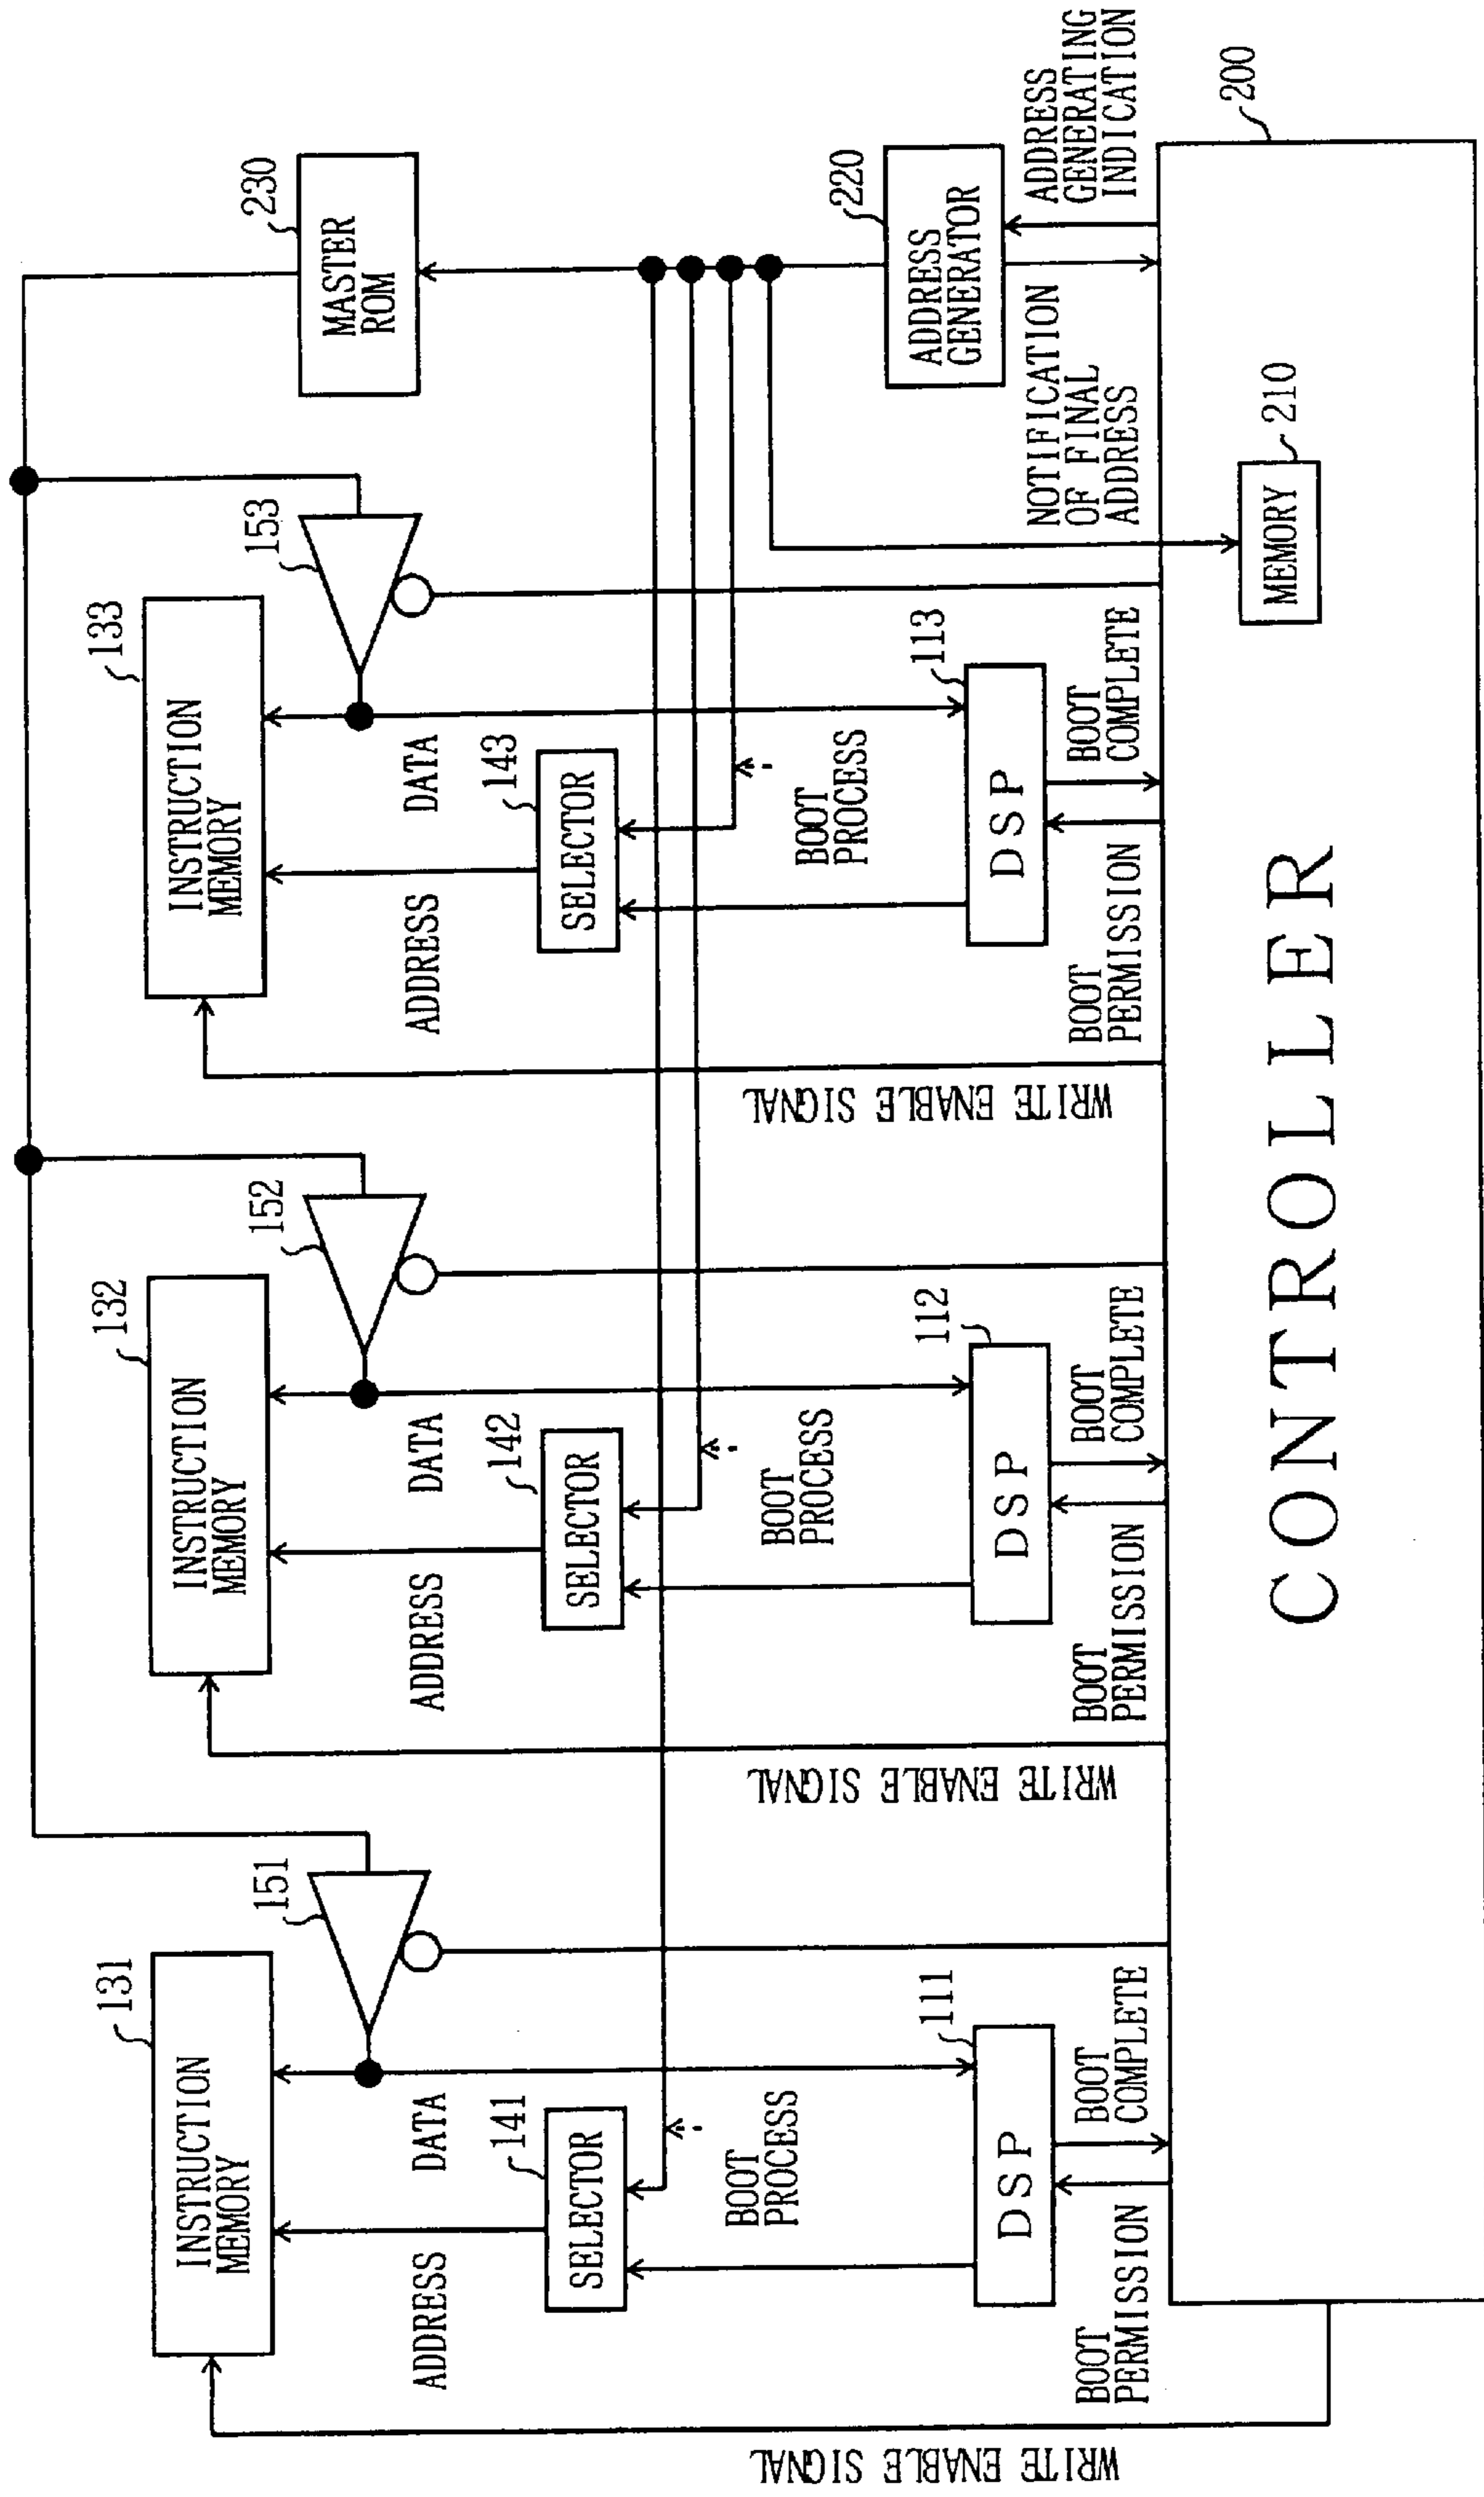 131
INSTRUCTION
MEMORY
151
ADDRESS
DATA
141
SELECTOR
BOOT
PROCESS
111
DSP
BOOT
PERMISSION
BOOT
COMPLETE
WRITE ENABLE SIGNAL
132
INSTRUCTION
MEMORY
152
ADDRESS
DATA
142
SELECTOR
BOOT
PROCESS
112
DSP
BOOT
PERMISSION
BOOT
COMPLETE
WRITE ENABLE SIGNAL
133
INSTRUCTION
MEMORY
153
ADDRESS
DATA
143
SELECTOR
BOOT
PROCESS
113
DSP
BOOT
PERMISSION
BOOT
COMPLETE
WRITE ENABLE SIGNAL
230
MASTER
ROM
220
ADDRESS
GENERATOR
NOTIFICATION
OF FINAL
ADDRESS
ADDRESS
GENERATING
INDICATION
200
CONTROLLER
MEMORY
210